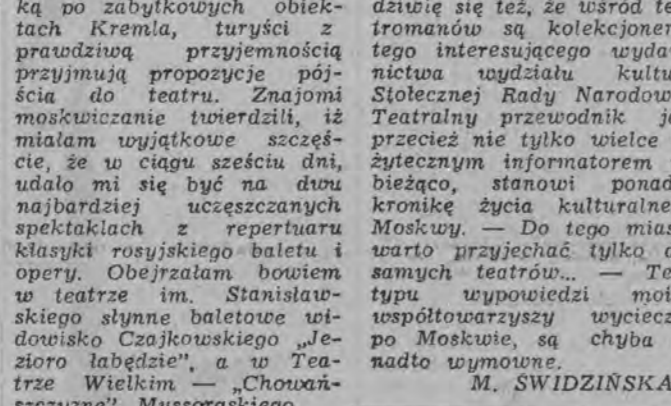 ką po zabytkowych obiek-
tach Kremla, turyści z
prawdziwą przyjemnością
przyjmują propozycje pój-
ścia do teatru. Znajomi
moskwiczanie twierdzili, iż
miałam wyjątkowe szczęś-
cie, że w ciągu sześciu dni,
udało mi się być na dwu
najbardziej uczęszczanych
spektaklach z repertuaru
klasyki rosyjskiego baletu i
opery. Obejrzałam bowiem
w teatrze im. Stanisław-
skiego słynne baletowe wi-
dowisko Czajkowskiego „Je-
zioro łabędzie”, a w Tea-
trze Wielkim — „Chowań-
szczyznę” Mussorgskiego.
dziwię się też, że wśród te
tromanów są kolekcjoner
tego interesującego wyda
nictwa wydziału kultu
Stołecznej Rady Narodow
Teatralny przewodnik je
przecież nie tylko wielce
żytecznym informatorem
bieżąco, stanowi ponad
kronikę życia kulturalne
Moskwy. — Do tego mias
warto przyjechać tylko d
samych teatrów... — Te
typu wypowiedzi moi
współtowarzyszy wyciecz
po Moskwie, są chyba
nadto wymowne.
M. ŚWIDZIŃSKA